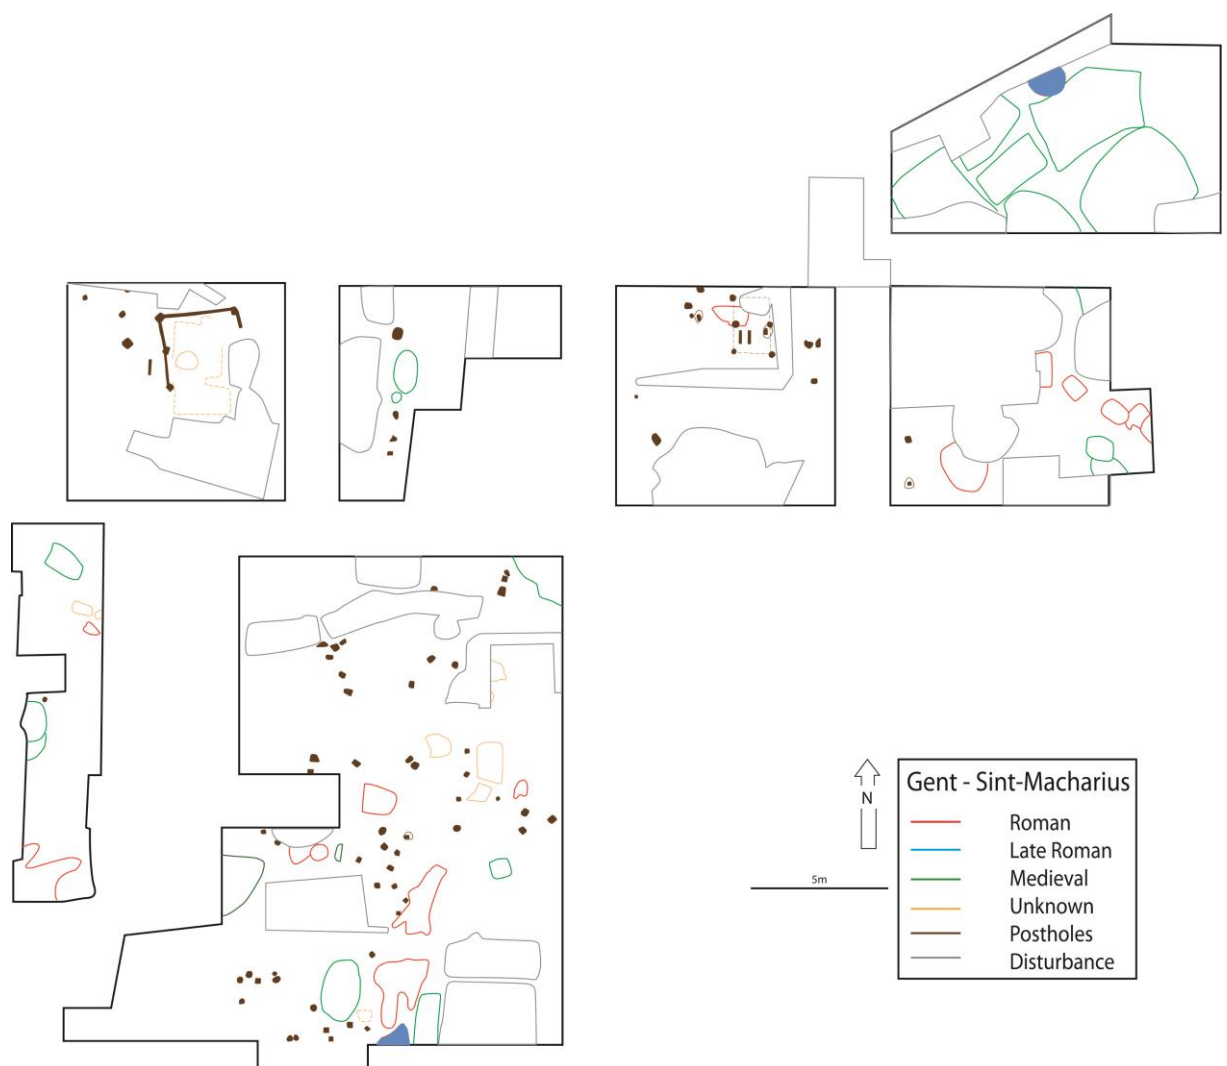 Gent - Sint-Macharius
N
Roman
Late Roman
Medieval
5m
Unknown
Postholes
Disturbance